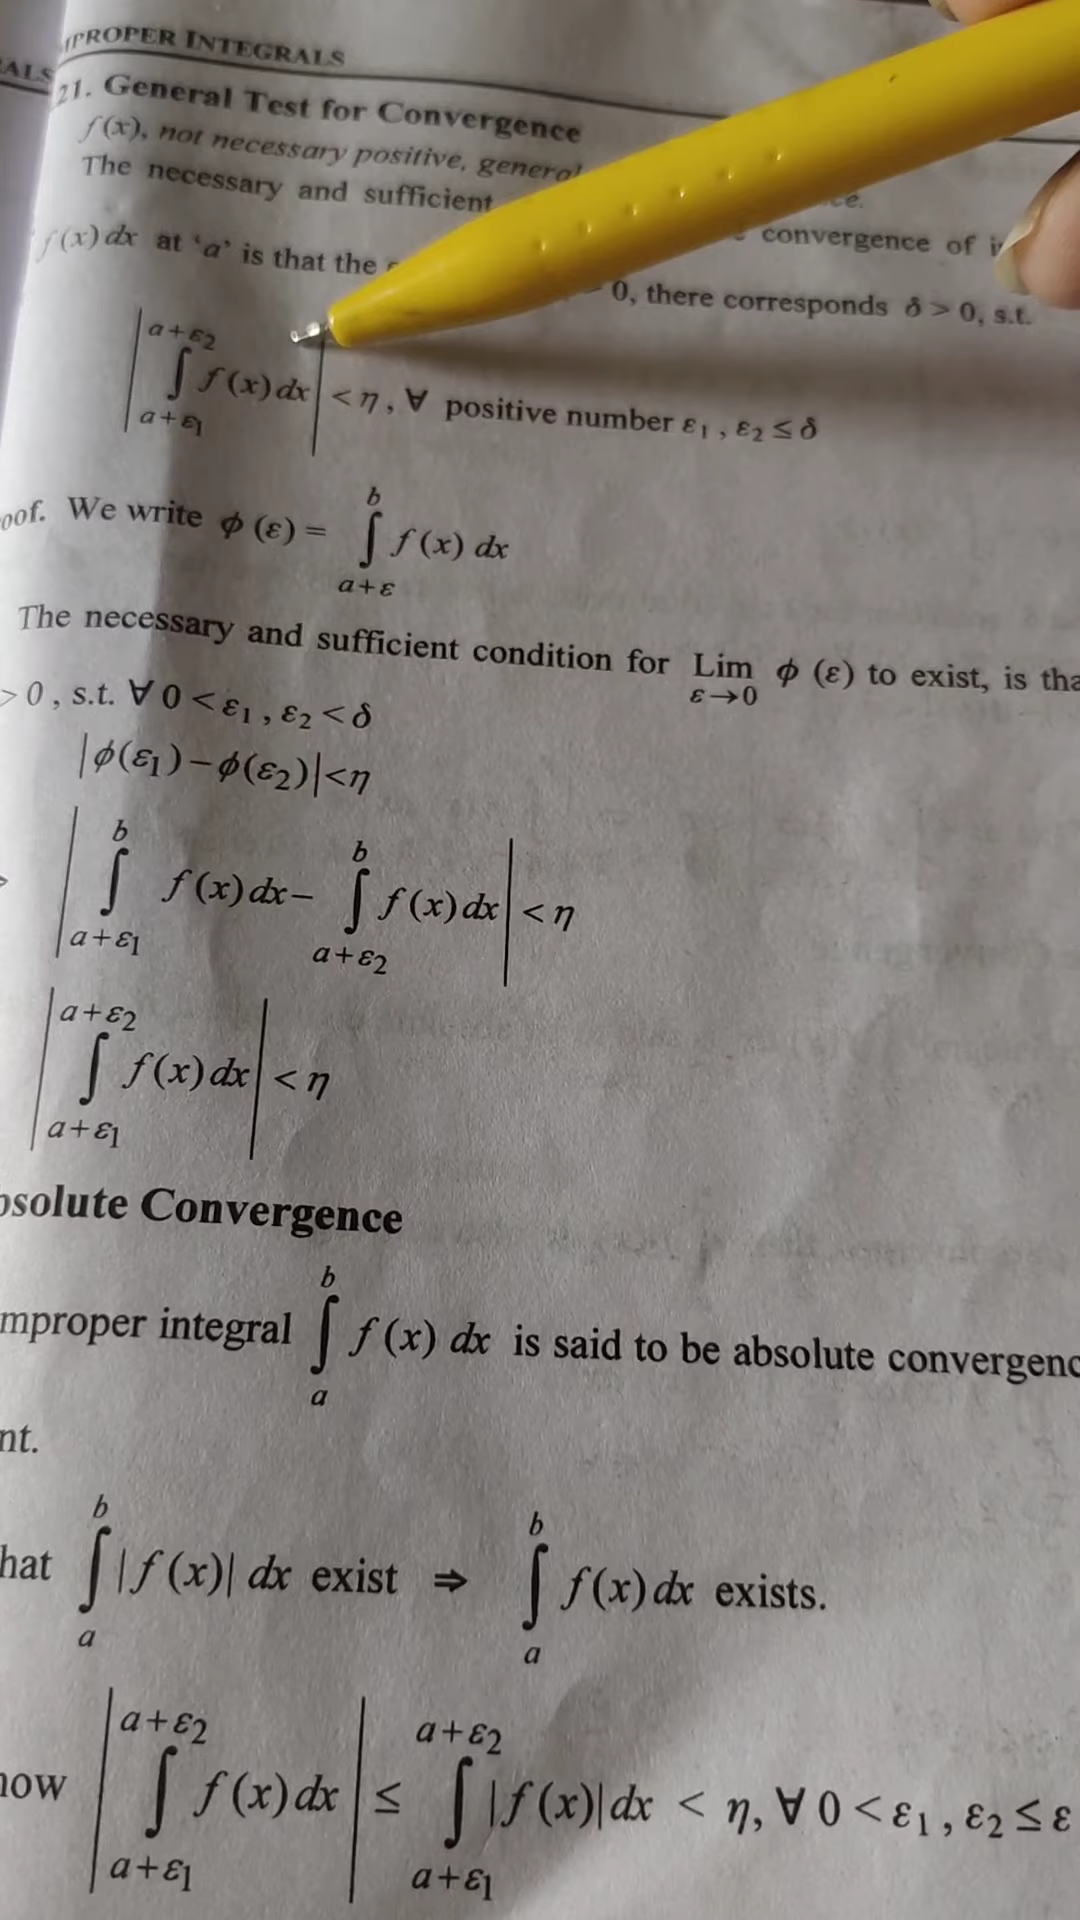 IMPROPER INTEGRALS
ALS
21. General Test for Convergence
f(x), not necessary positive, general
The necessary and sufficient convergence of
f(x) dx at 'a' is that the 0, there corresponds δ > 0, s.t.
|∫_{a+ε₁}^{a+ε₂} f(x) dx| < η, ∀ positive number ε₁, ε₂ ≤ δ
oof. We write φ (ε) = ∫_{a+ε}^{b} f(x) dx
The necessary and sufficient condition for Lim_{ε→0} φ (ε) to exist, is tha
> 0, s.t. ∀ 0 < ε₁, ε₂ < δ
|φ(ε₁) – φ(ε₂)| < η
|∫_{a+ε₁}^{b} f(x) dx – ∫_{a+ε₂}^{b} f(x) dx| < η
|∫_{a+ε₁}^{a+ε₂} f(x) dx| < η
bsolute Convergence
mproper integral ∫_{a}^{b} f(x) dx is said to be absolute convergenc
nt.
hat ∫_{a}^{b} |f(x)| dx exist ⇒ ∫_{a}^{b} f(x) dx exists.
now |∫_{a+ε₁}^{a+ε₂} f(x) dx| ≤ ∫_{a+ε₁}^{a+ε₂} |f(x)| dx < η, ∀ 0 < ε₁, ε₂ ≤ ε